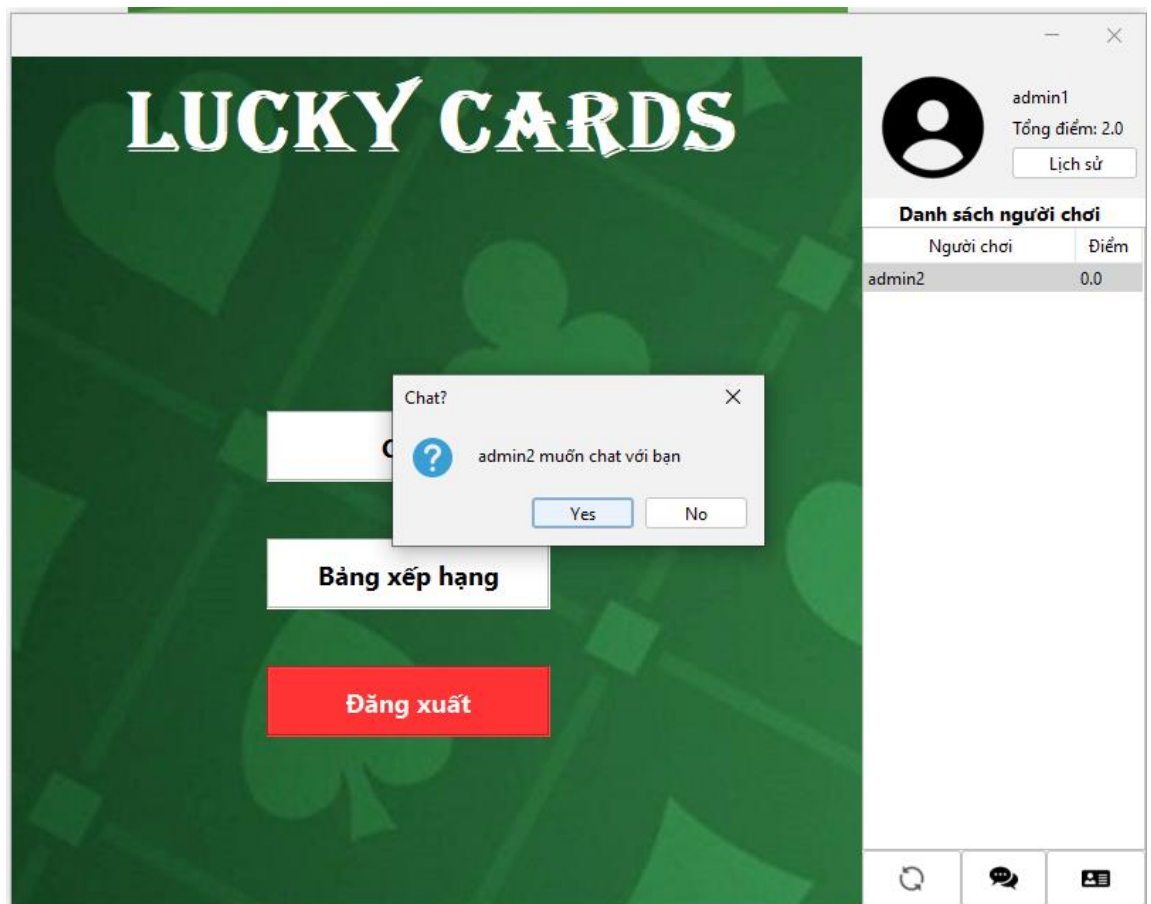 LUCKY CARDS
admin1
Tổng điểm: 2.0
Lịch sử
Danh sách người chơi
Người chơi Điểm
admin2 0.0
Chat?
admin2 muốn chat với bạn
Yes No
Bảng xếp hạng
Đăng xuất